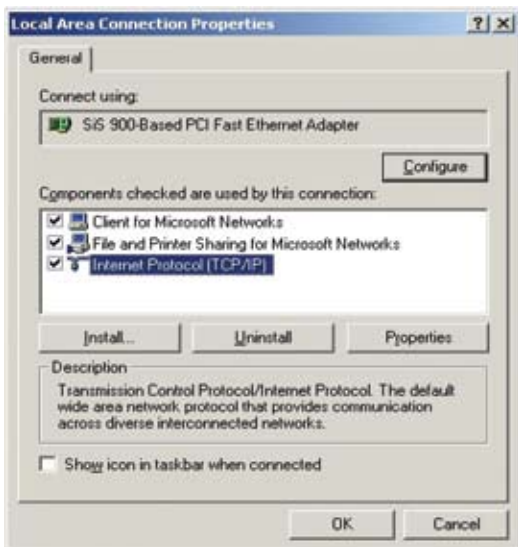 Local Area Connection Properties
General
Connect using:
SiS 900-Based PCI Fast Ethernet Adapter
Configure
Components checked are used by this connection:
Client for Microsoft Networks
File and Printer Sharing for Microsoft Networks
Internet Protocol (TCP/IP)
Install...
Uninstall
Properties
Description
Transmission Control Protocol/Internet Protocol. The default
wide area network protocol that provides communication
across diverse interconnected networks.
Show icon in taskbar when connected
OK
Cancel